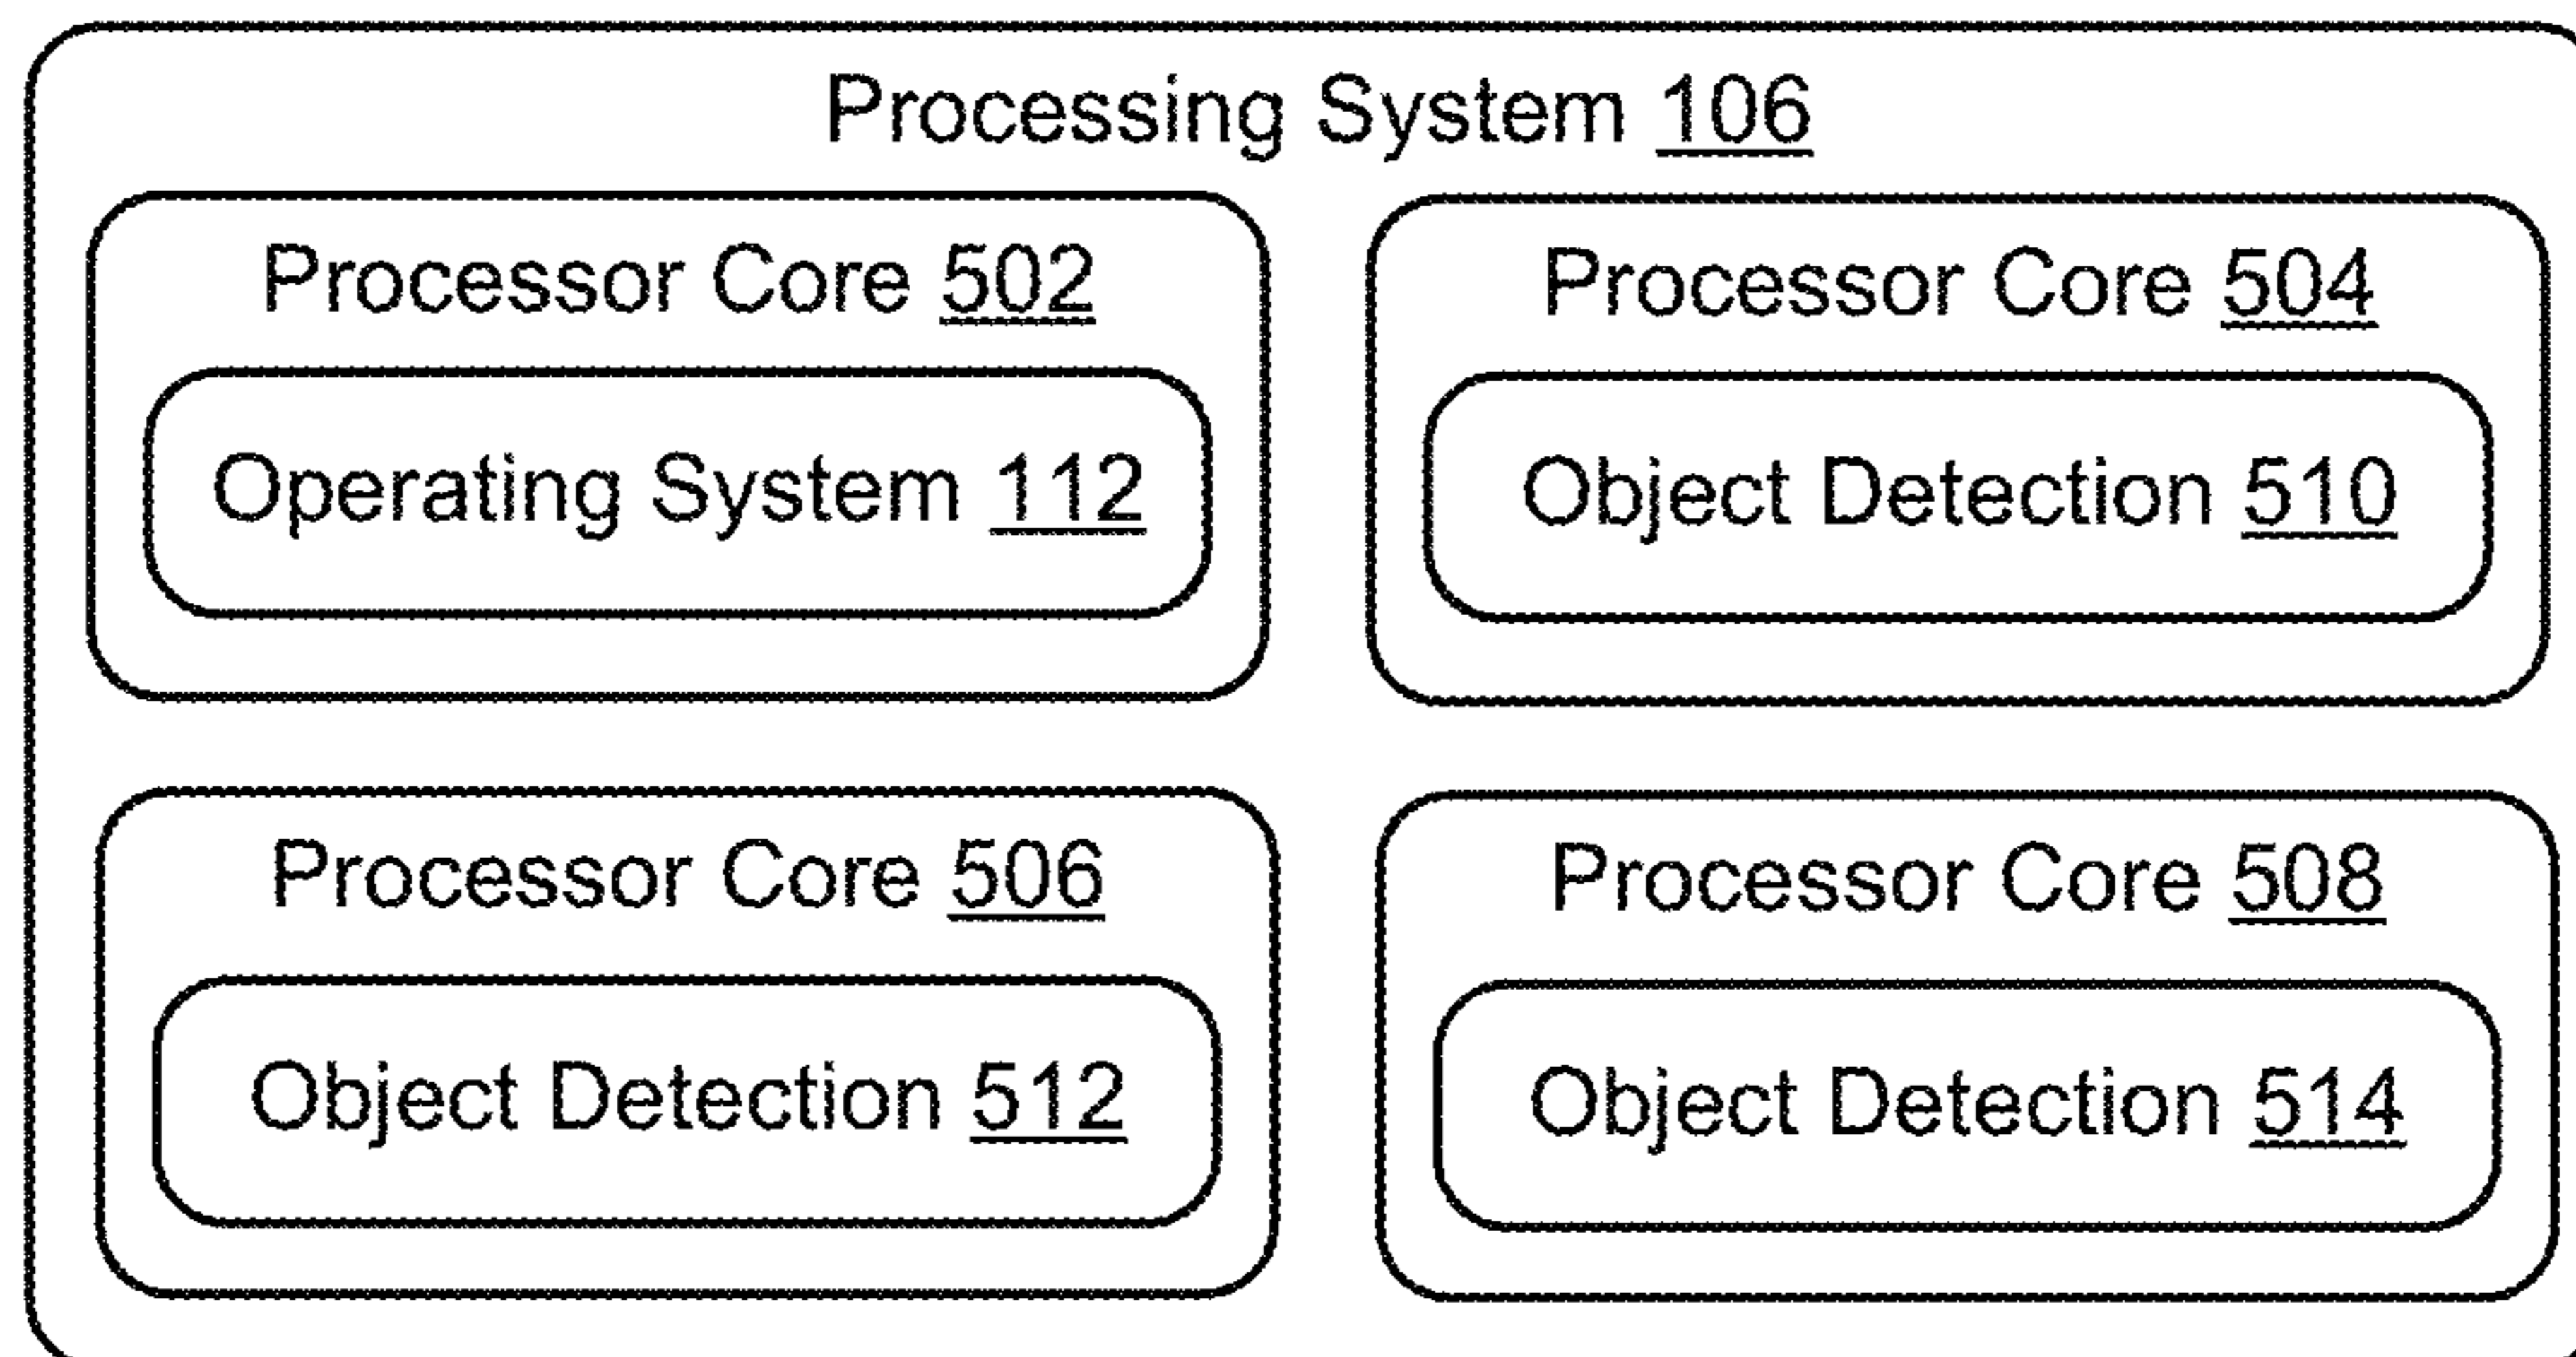 Processing System 106
Processor Core 502
Operating System 112
Processor Core 504
Object Detection 510
Processor Core 506
Object Detection 512
Processor Core 508
Object Detection 514